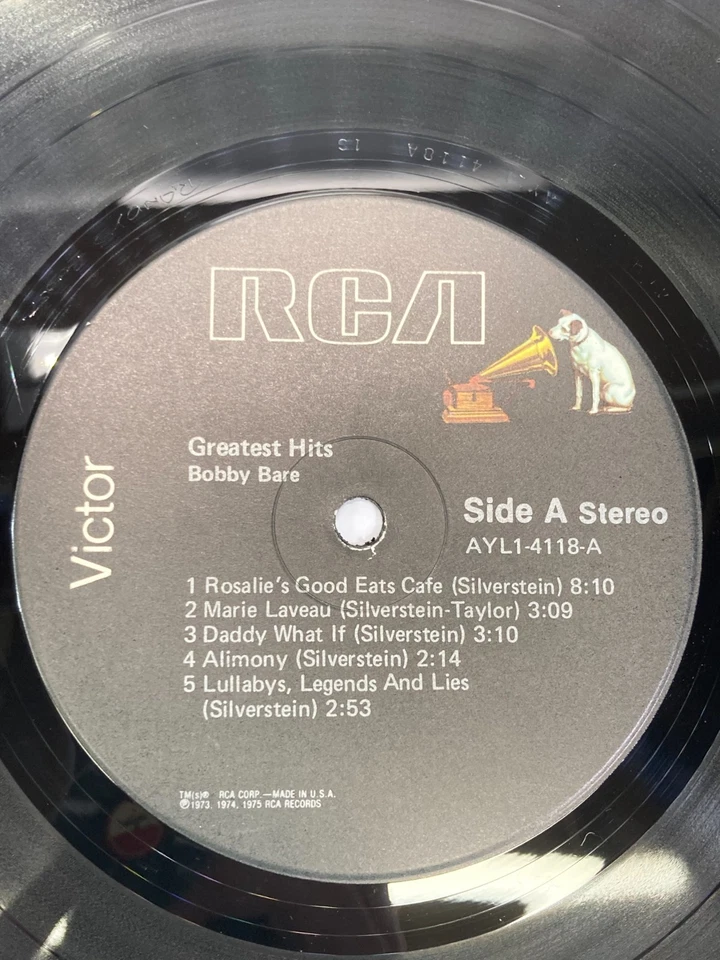 4118A 1G
RCA
Greatest Hits
Bobby Bare
Victor
Side A Stereo
AYL1-4118-A
1 Rosalie's Good Eats Cafe (Silverstein) 8:10
2 Marie Laveau (Silverstein-Taylor) 3:09
3 Daddy What If (Silverstein) 3:10
4 Alimony (Silverstein) 2:14
5 Lullabys, Legends And Lies
(Silverstein) 2:53
TM(s)® RCA CORP.—MADE IN U.S.A.
℗1973, 1974, 1975 RCA RECORDS